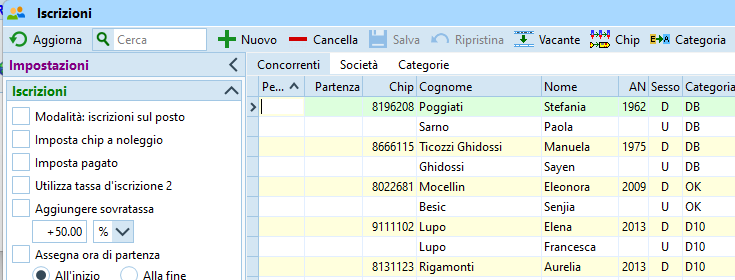 Iscrizioni
Aggiorna Cerca Nuovo Cancella Salva Ripristina Vacante Chip E→A Categoria
Impostazioni
Concorrenti Società Categorie
Iscrizioni
Pe... Partenza Chip Cognome Nome AN Sesso Categoria
Modalità: iscrizioni sul posto
Imposta chip a noleggio
Imposta pagato
Utilizza tassa d'iscrizione 2
Aggiungere sovratassa
+50.00 %
Assegna ora di partenza
All'inizio Alla fine
8196208 Poggiati Stefania 1962 D DB
Sarno Paola U DB
8666115 Ticozzi Ghidossi Manuela 1975 D DB
Ghidossi Sayen U DB
8022681 Mocellin Eleonora 2009 D OK
Besic Senjia U OK
9111102 Lupo Elena 2013 D D10
Lupo Francesca U D10
8131123 Rigamonti Aurelia 2013 D D10